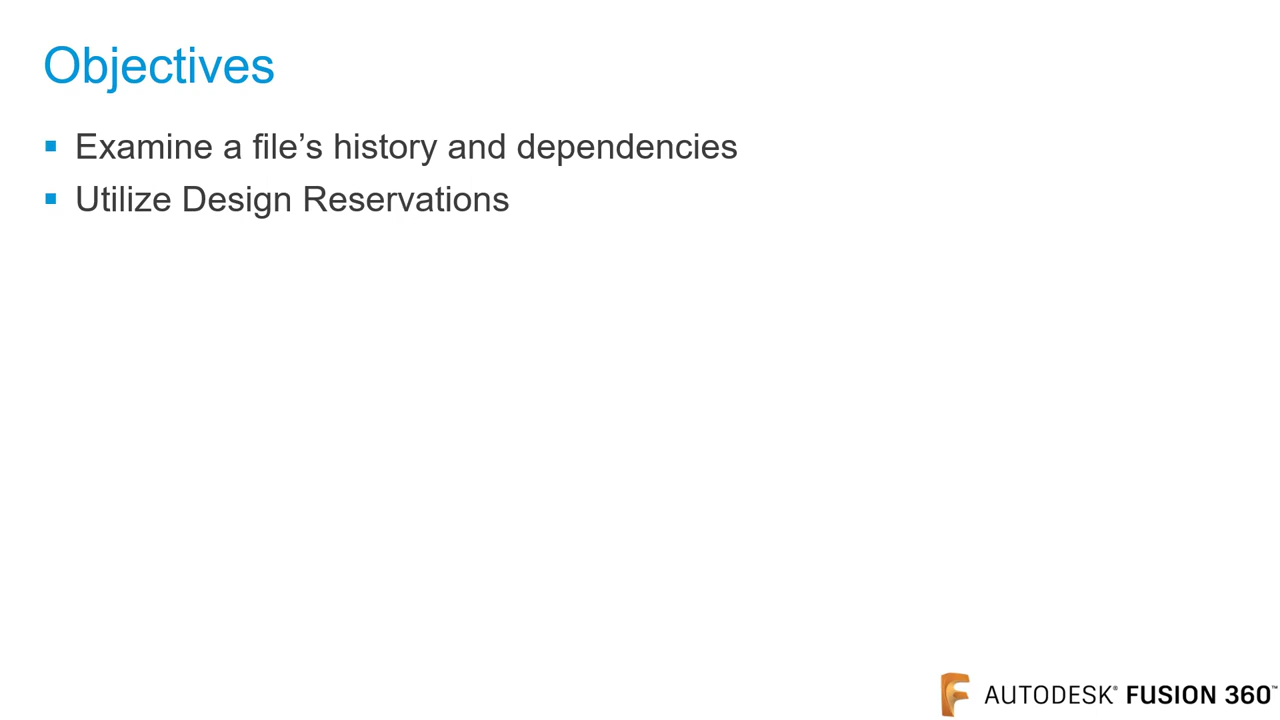 Objectives
▪ Examine a file’s history and dependencies
▪ Utilize Design Reservations
F AUTODESK® FUSION 360™